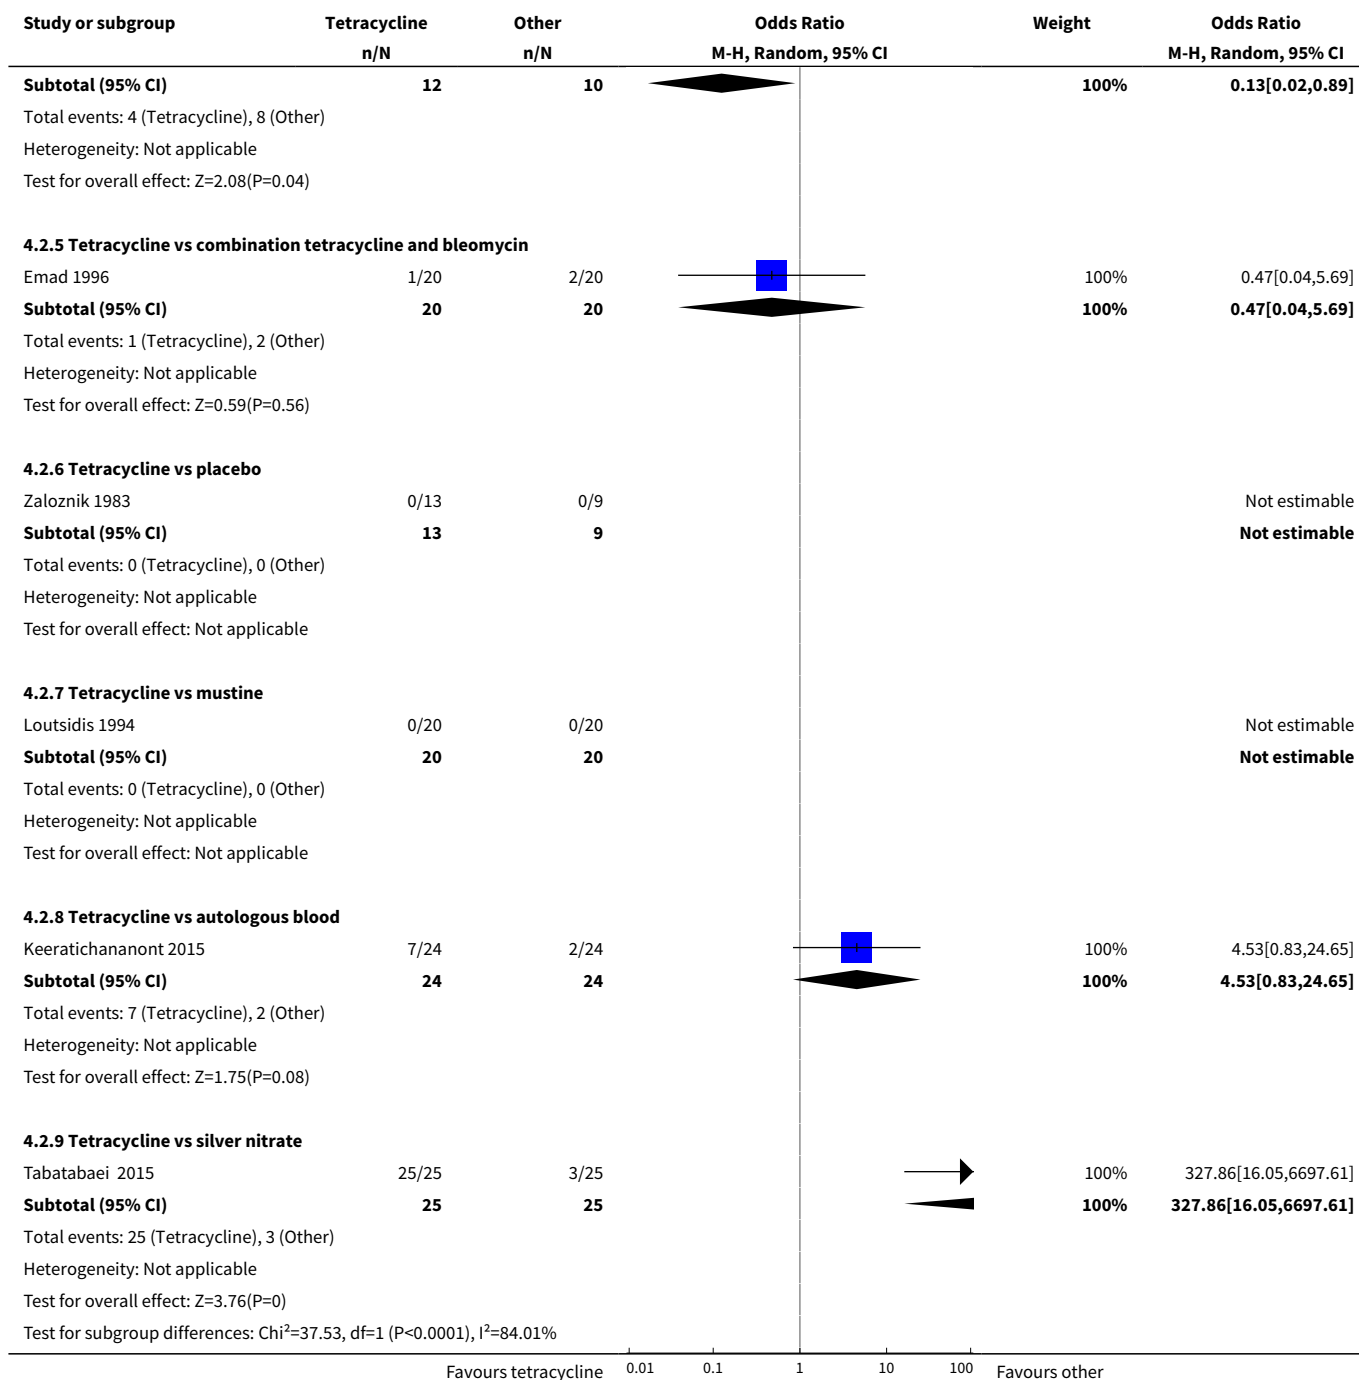 Study or subgroup Tetracycline Other Odds Ratio Weight Odds Ratio
n/N n/N M-H, Random, 95% CI M-H, Random, 95% CI
Subtotal (95% CI) 12 10 100% 0.13[0.02,0.89]
Total events: 4 (Tetracycline), 8 (Other)
Heterogeneity: Not applicable
Test for overall effect: Z=2.08(P=0.04)
4.2.5 Tetracycline vs combination tetracycline and bleomycin
Emad 1996 1/20 2/20 100% 0.47[0.04,5.69]
Subtotal (95% CI) 20 20 100% 0.47[0.04,5.69]
Total events: 1 (Tetracycline), 2 (Other)
Heterogeneity: Not applicable
Test for overall effect: Z=0.59(P=0.56)
4.2.6 Tetracycline vs placebo
Zaloznik 1983 0/13 0/9 Not estimable
Subtotal (95% CI) 13 9 Not estimable
Total events: 0 (Tetracycline), 0 (Other)
Heterogeneity: Not applicable
Test for overall effect: Not applicable
4.2.7 Tetracycline vs mustine
Loutsidis 1994 0/20 0/20 Not estimable
Subtotal (95% CI) 20 20 Not estimable
Total events: 0 (Tetracycline), 0 (Other)
Heterogeneity: Not applicable
Test for overall effect: Not applicable
4.2.8 Tetracycline vs autologous blood
Keeratichananont 2015 7/24 2/24 100% 4.53[0.83,24.65]
Subtotal (95% CI) 24 24 100% 4.53[0.83,24.65]
Total events: 7 (Tetracycline), 2 (Other)
Heterogeneity: Not applicable
Test for overall effect: Z=1.75(P=0.08)
4.2.9 Tetracycline vs silver nitrate
Tabatabaei 2015 25/25 3/25 100% 327.86[16.05,6697.61]
Subtotal (95% CI) 25 25 100% 327.86[16.05,6697.61]
Total events: 25 (Tetracycline), 3 (Other)
Heterogeneity: Not applicable
Test for overall effect: Z=3.76(P=0)
Test for subgroup differences: Chi²=37.53, df=1 (P<0.0001), I²=84.01%
Favours tetracycline 0.01 0.1 1 10 100 Favours other